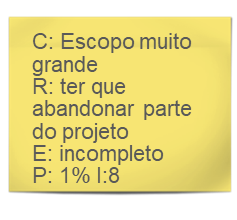 C: Escopo muito
grande
R: ter que
abandonar parte
do projeto
E: incompleto
P: 1% I:8